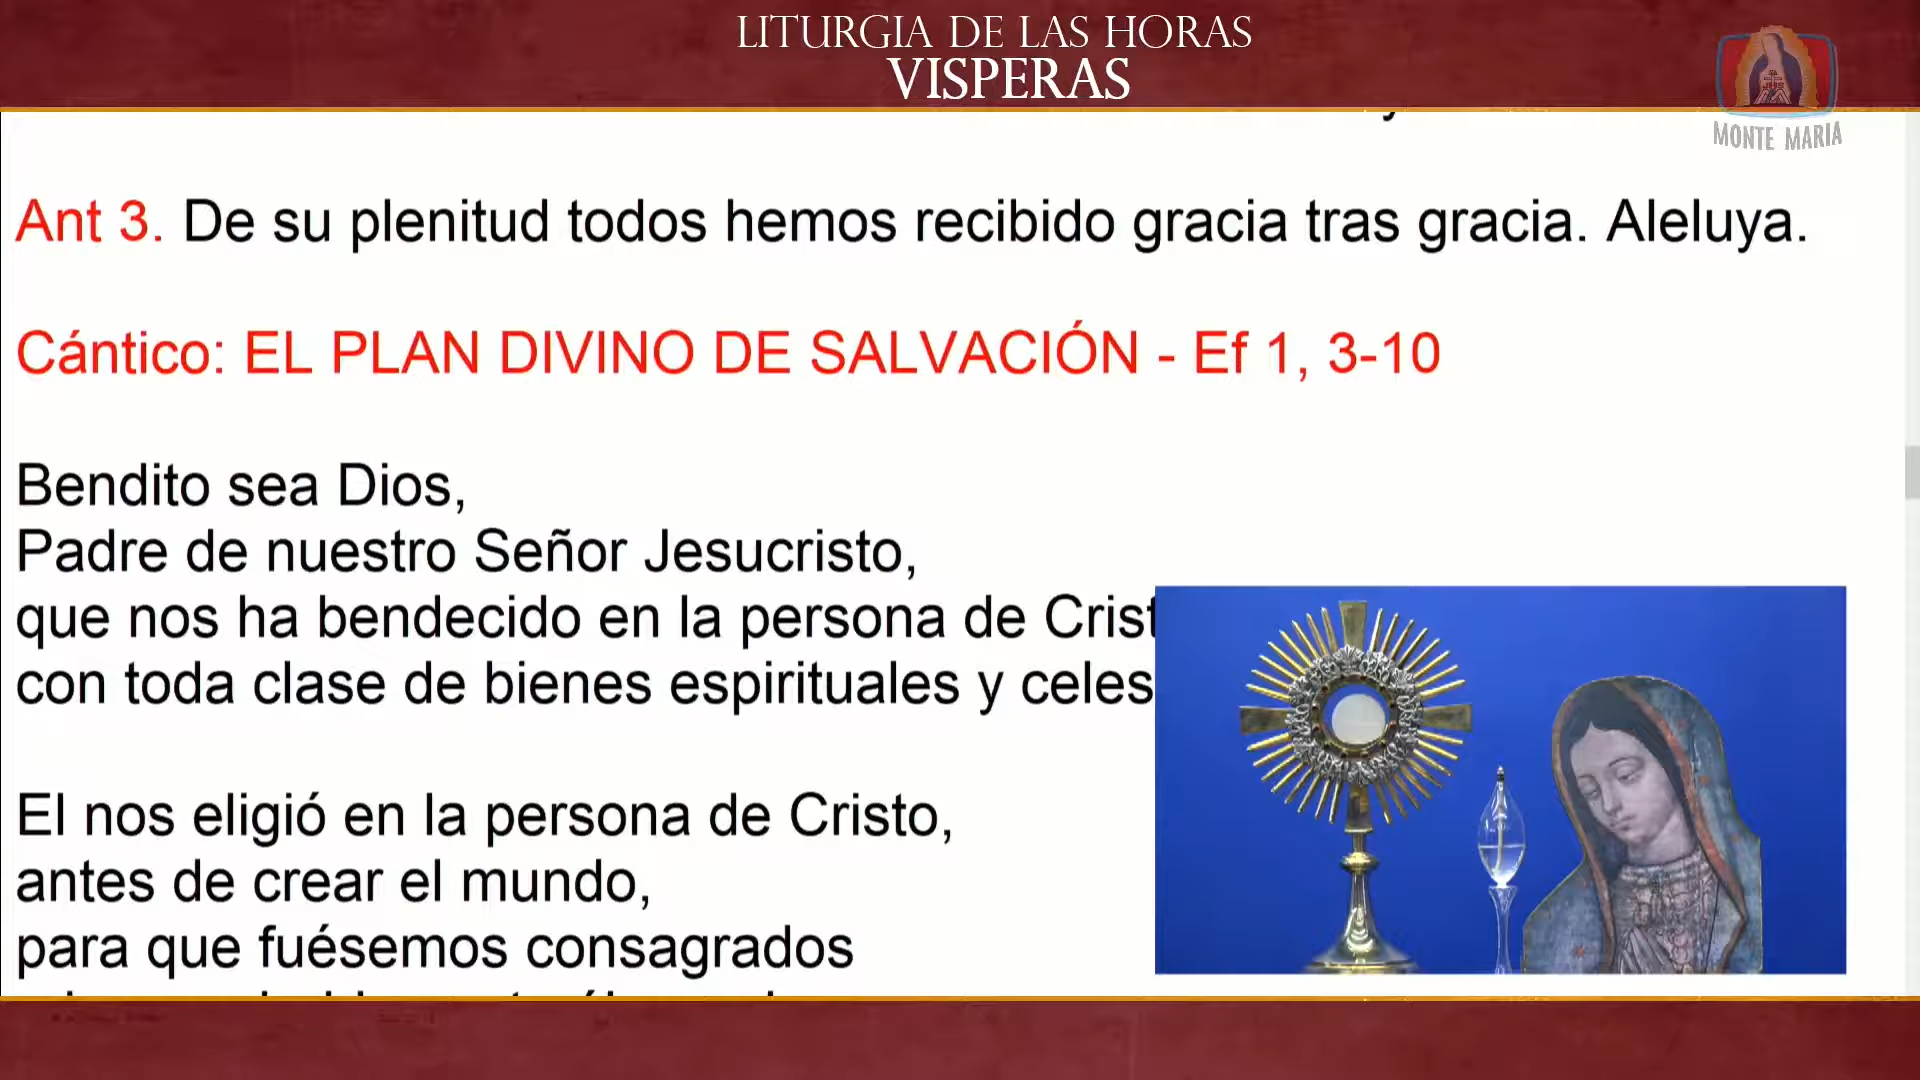 LITURGIA DE LAS HORAS
VISPERAS
MONTE MARIA
Ant 3. De su plenitud todos hemos recibido gracia tras gracia. Aleluya.
Cántico: EL PLAN DIVINO DE SALVACIÓN - Ef 1, 3-10
Bendito sea Dios,
Padre de nuestro Señor Jesucristo,
que nos ha bendecido en la persona de Crist
con toda clase de bienes espirituales y celes
El nos eligió en la persona de Cristo,
antes de crear el mundo,
para que fuésemos consagrados